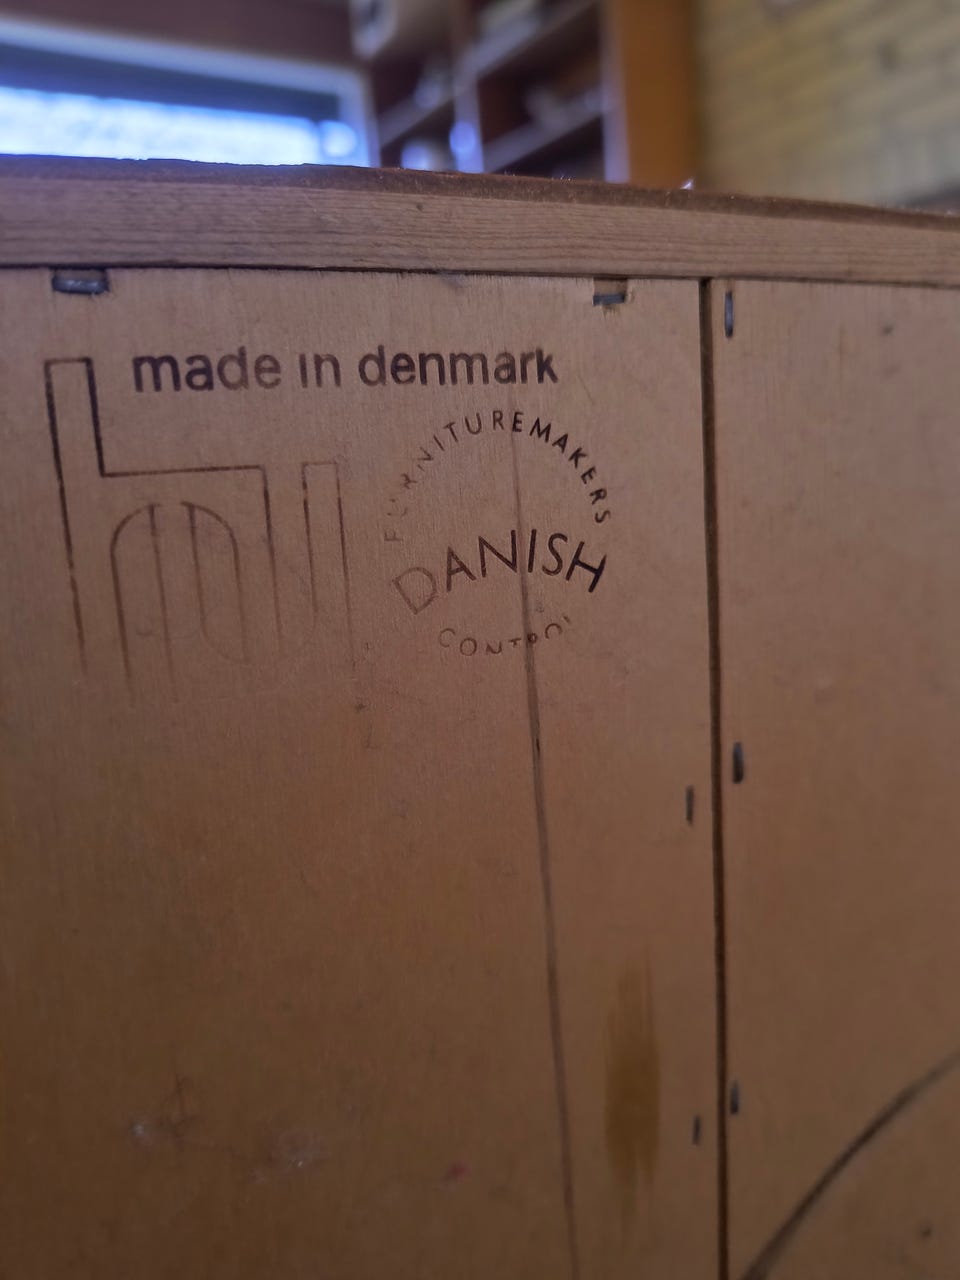 made in denmark
FURNITUREMAKERS
DANISH
CONTROL